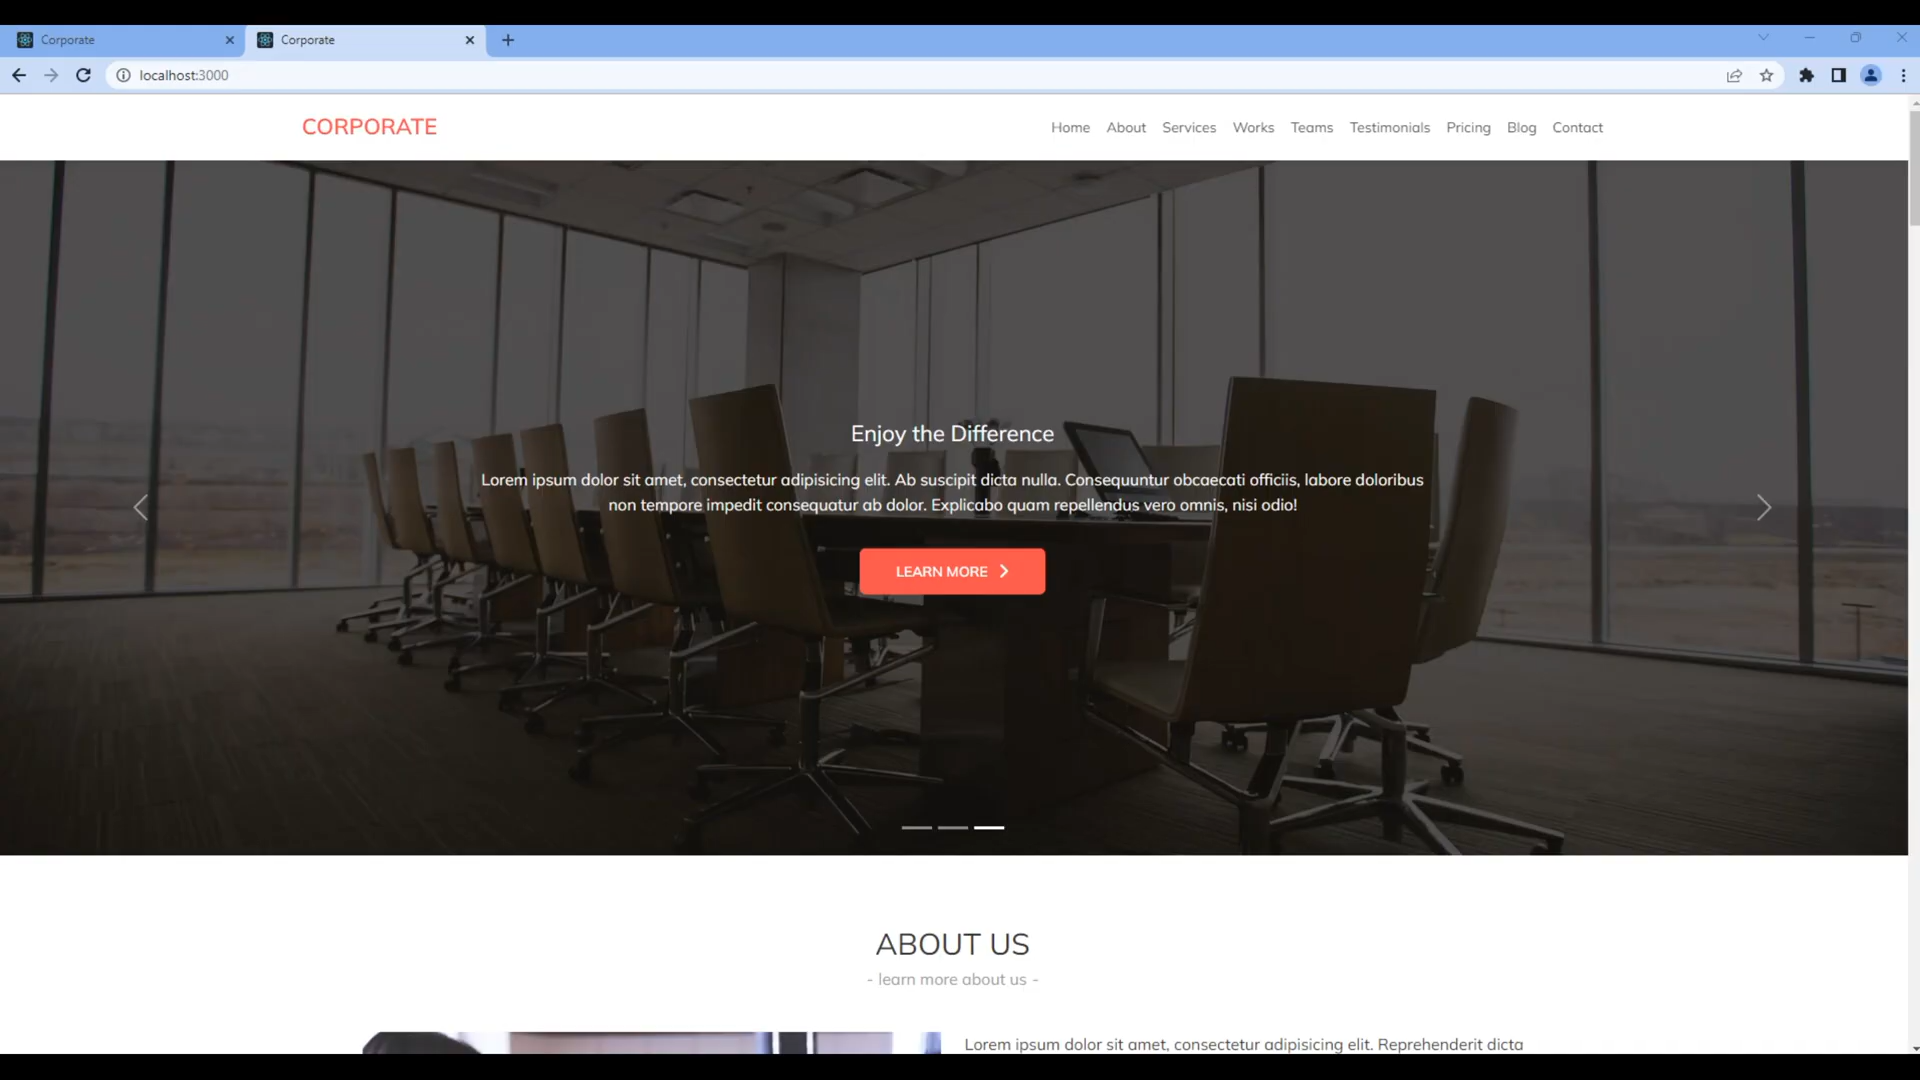 Corporate
Corporate
localhost:3000
CORPORATE
Home About Services Works Teams Testimonials Pricing Blog Contact
Enjoy the Difference
Lorem ipsum dolor sit amet, consectetur adipisicing elit. Ab suscipit dicta nulla. Consequuntur obcaecati officiis, labore doloribus
non tempore impedit consequatur ab dolor. Explicabo quam repellendus vero omnis, nisi odio!
LEARN MORE
ABOUT US
- learn more about us -
Lorem ipsum dolor sit amet, consectetur adipisicing elit. Reprehenderit dicta